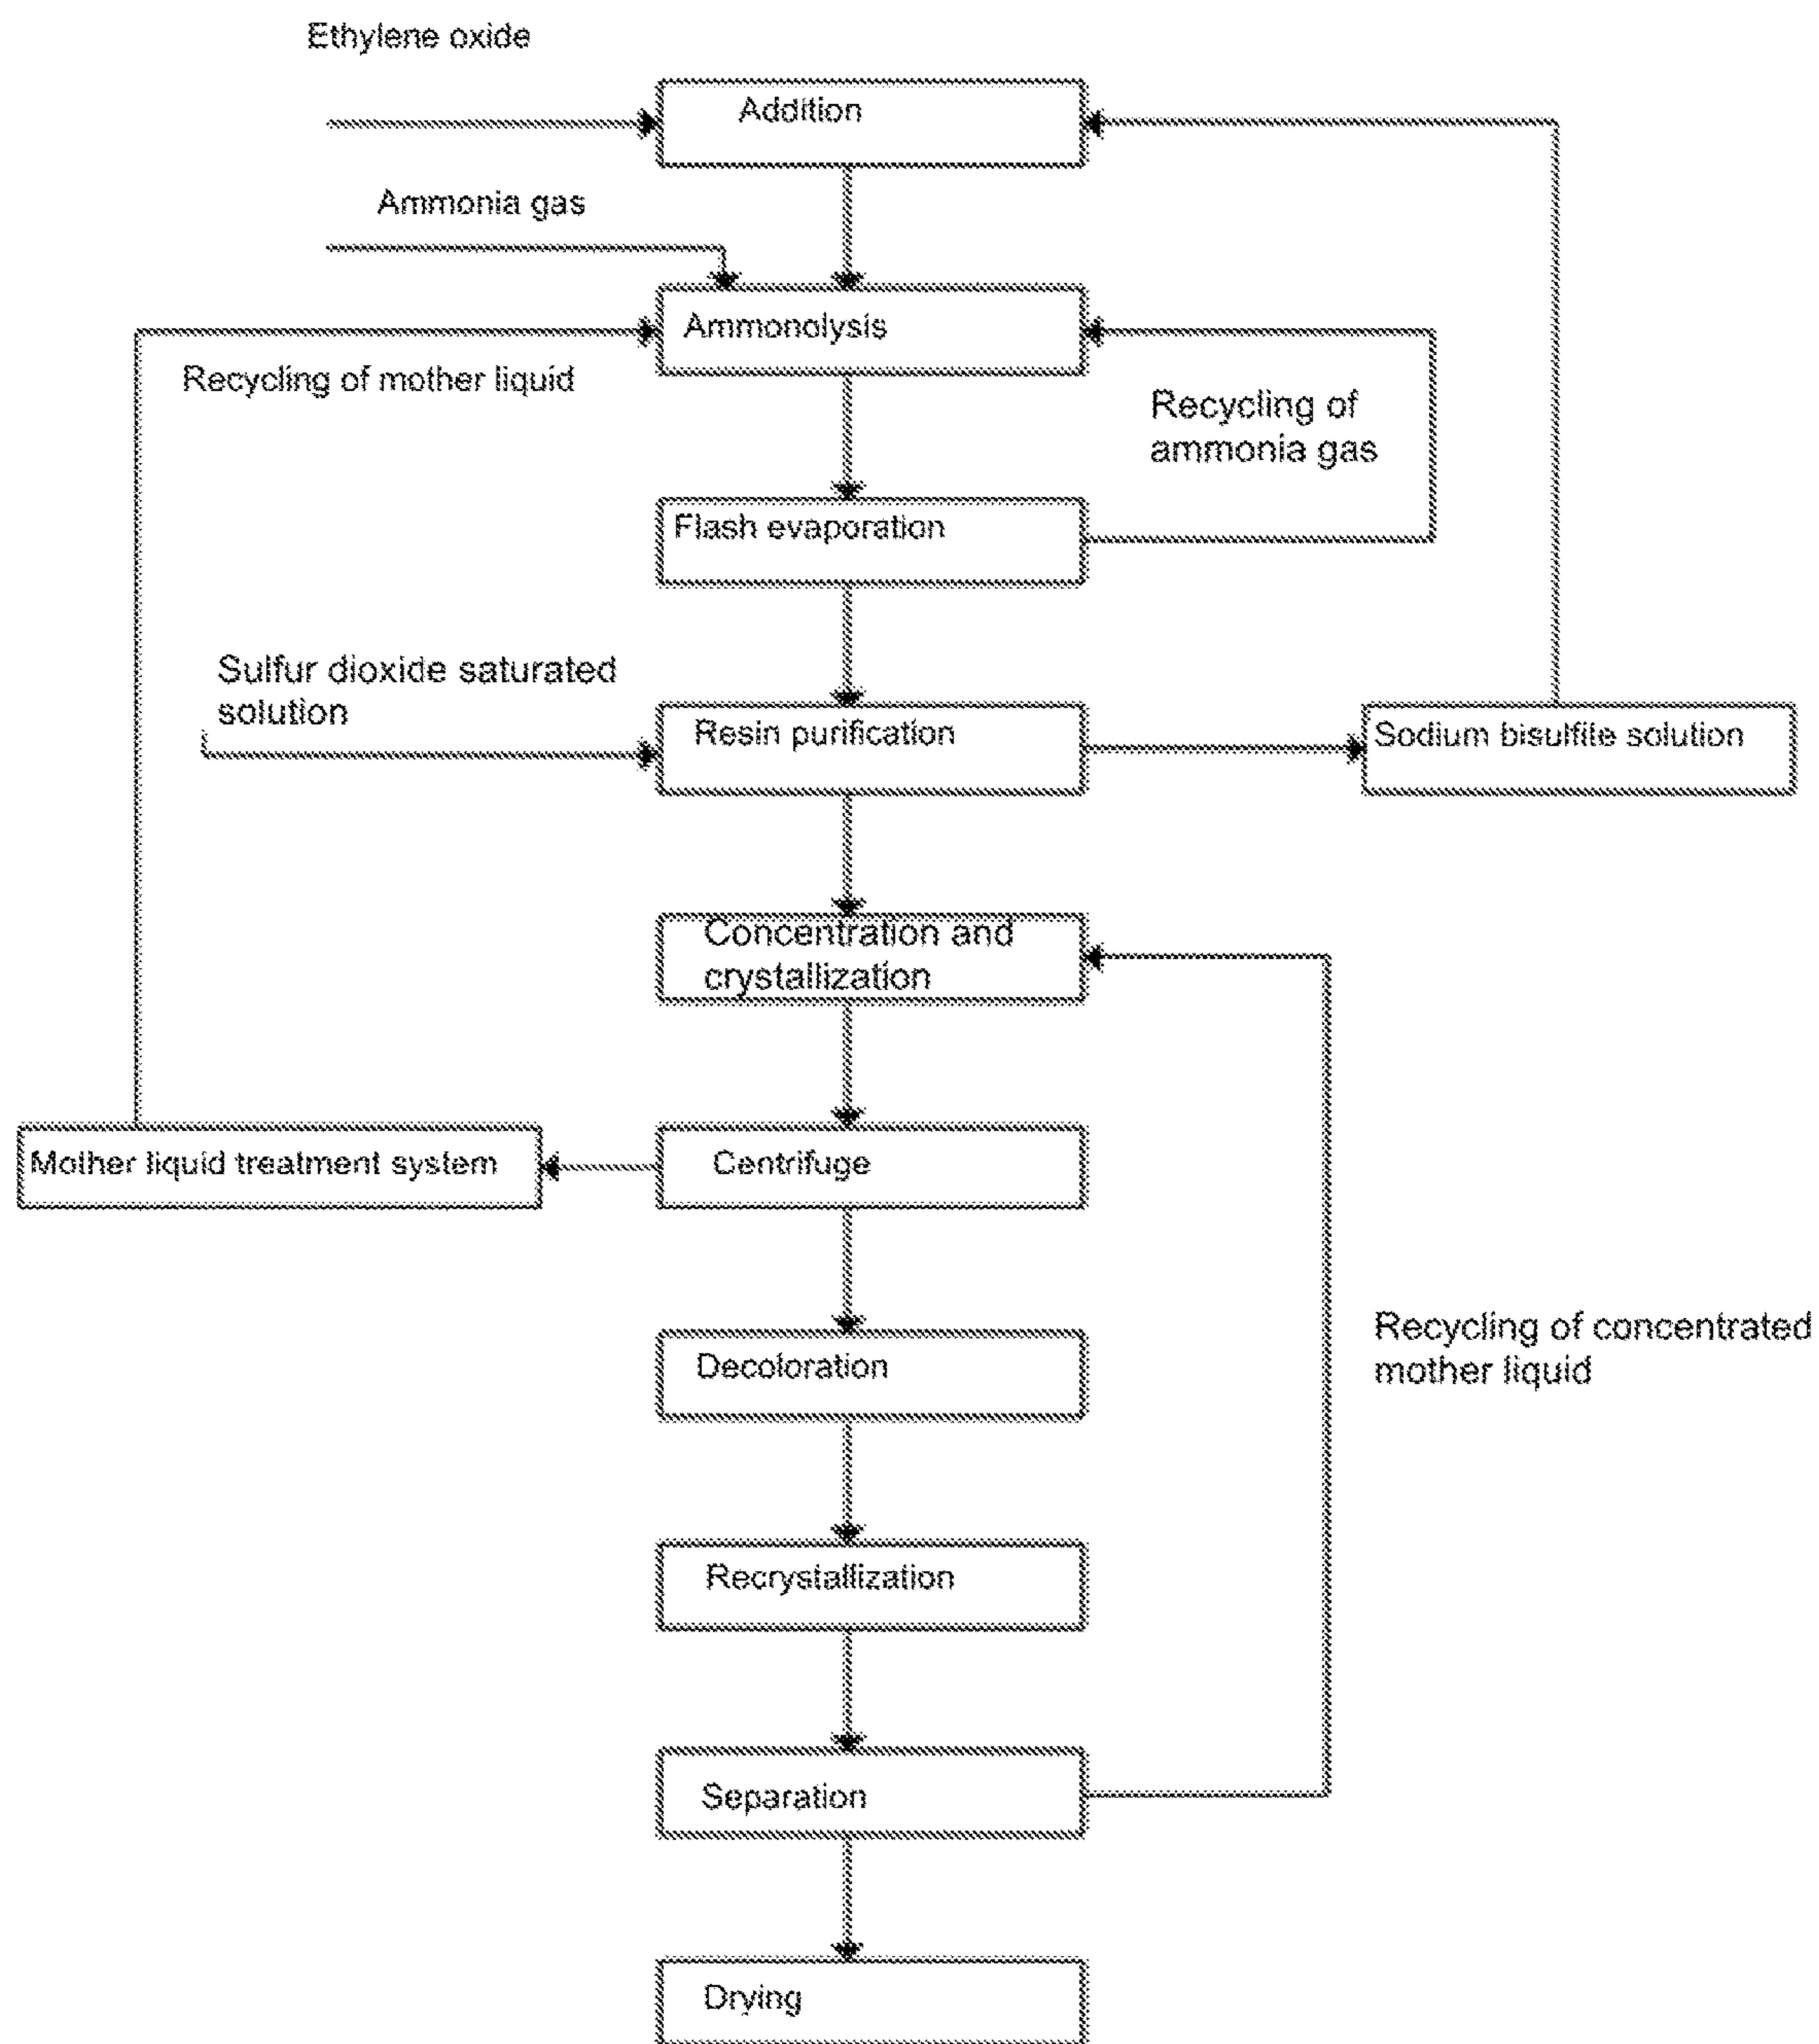 Ethylene oxide
Addition
Ammonia gas
Ammonolysis
Recycling of mother liquid
Recycling of
ammonia gas
Flash evaporation
Sulfur dioxide saturated
solution
Resin purification
Sodium bisulfite solution
Concentration and
crystallization
Mother liquid treatment system
Centrifuge
Recycling of concentrated
mother liquid
Decoloration
Recrystallization
Separation
Drying